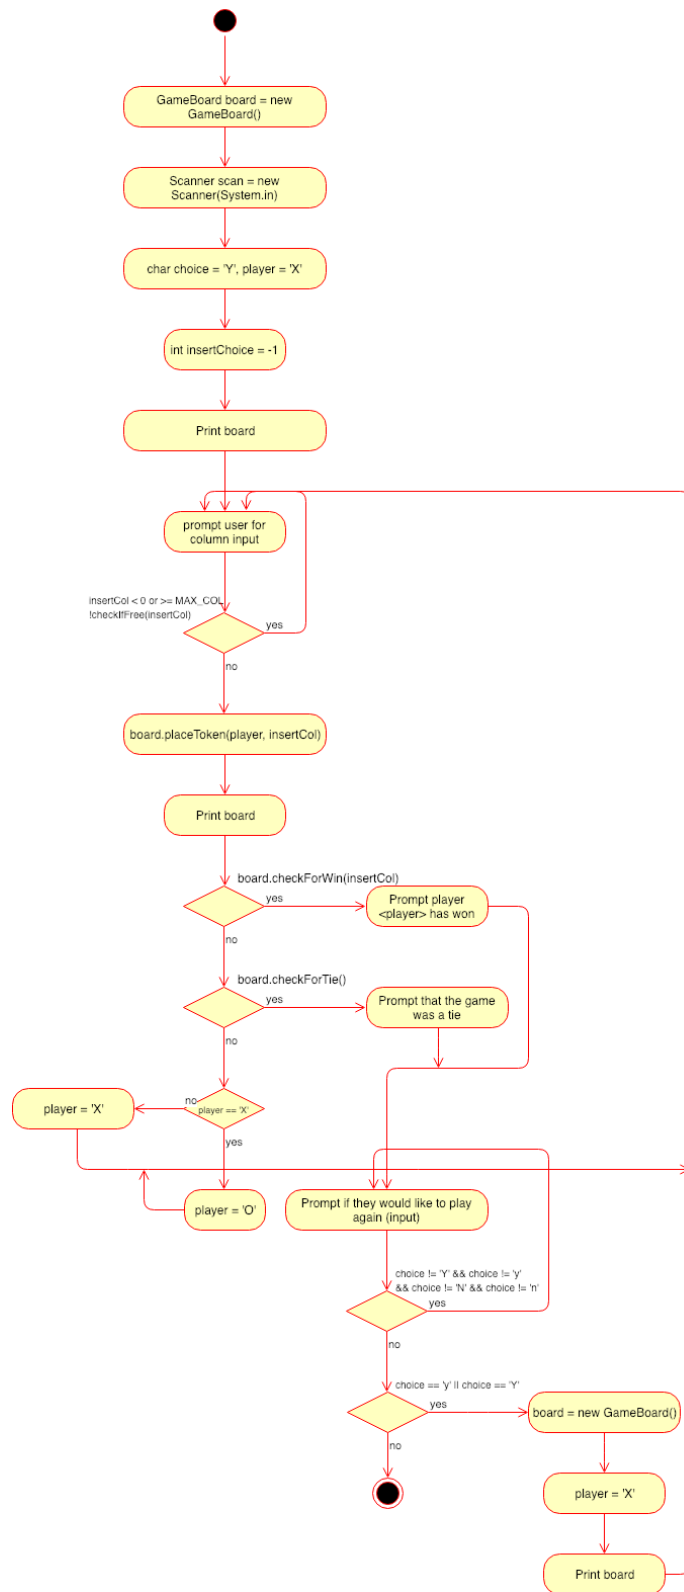 GameBoard board = new
GameBoard()
Scanner scan = new
Scanner(System.in)
char choice = 'Y', player = 'X'
int insertChoice = -1
Print board
prompt user for
column input
insertCol < 0 or >= MAX_COL
!checkIfFree(insertCol)
yes
no
board.placeToken(player, insertCol)
Print board
board.checkForWin(insertCol)
yes
Prompt player
<player> has won
no
board.checkForTie()
yes
Prompt that the game
was a tie
no
player = 'X'
no
player == 'X'
yes
player = 'O'
Prompt if they would like to play
again (input)
choice != 'Y' && choice != 'y'
&& choice != 'N' && choice != 'n'
yes
no
choice == 'y' || choice == 'Y'
yes
board = new GameBoard()
no
player = 'X'
Print board